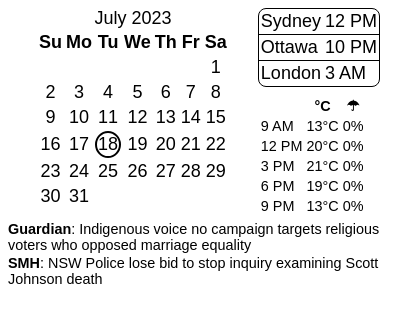 July 2023
Su Mo Tu We Th Fr Sa
1
2 3 4 5 6 7 8
9 10 11 12 13 14 15
16 17 18 19 20 21 22
23 24 25 26 27 28 29
30 31
Sydney 12 PM
Ottawa 10 PM
London 3 AM
°C ☂
9 AM 13°C 0%
12 PM 20°C 0%
3 PM 21°C 0%
6 PM 19°C 0%
9 PM 13°C 0%
Guardian: Indigenous voice no campaign targets religious
voters who opposed marriage equality
SMH: NSW Police lose bid to stop inquiry examining Scott
Johnson death